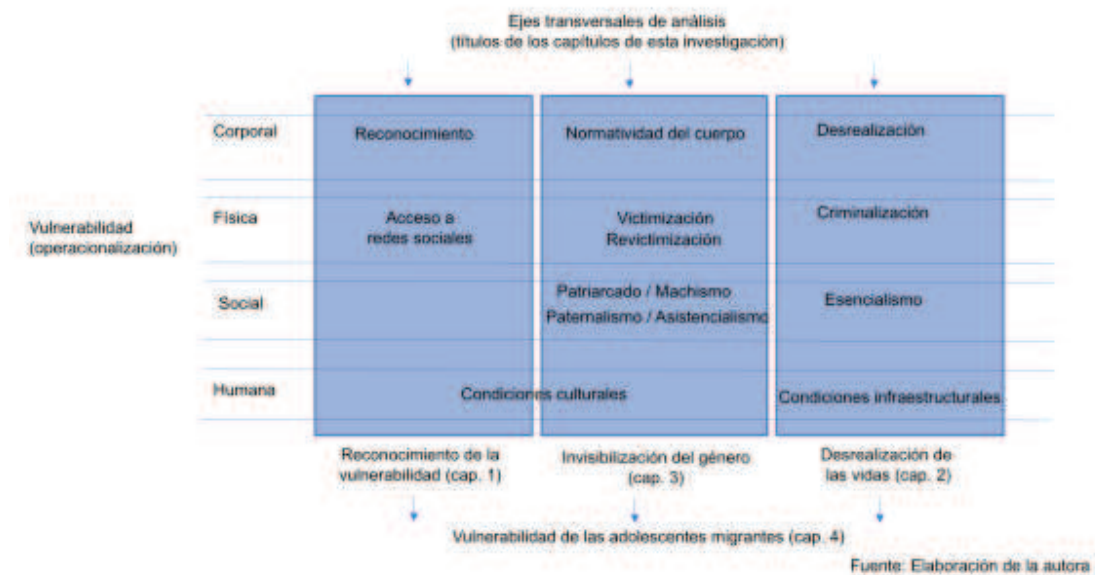 Ejes transversales de análisis
(títulos de los capítulos de esta investigación)
Corporal
Reconocimiento
Normatividad del cuerpo
Desrealización
Vulnerabilidad
(operacionalización)
Física
Acceso a
redes sociales
Victimización
Revictimización
Criminalización
Social
Patriarcado / Machismo
Paternalismo / Asistencialismo
Esencialismo
Humana
Condiciones culturales
Condiciones infraestructurales
Reconocimiento de la
vulnerabilidad (cap. 1)
Invisibilización del género
(cap. 3)
Desrealización de
las vidas (cap. 2)
Vulnerabilidad de las adolescentes migrantes (cap. 4)
Fuente: Elaboración de la autora